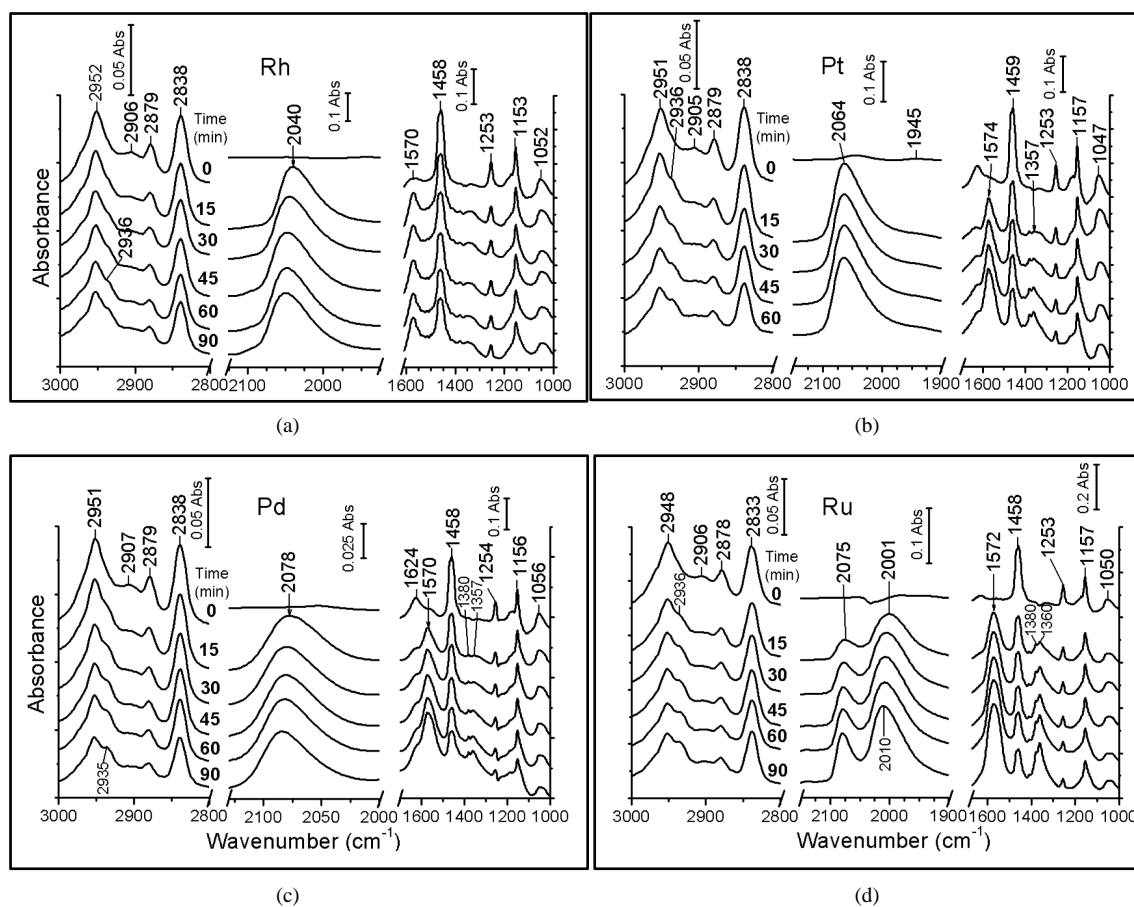 0.05 Abs
Rh
0.1 Abs
0.1 Abs
2952
2906
2879
2838
Time
(min)
0
15
30
45
60
90
2936
2040
1570
1458
1253
1153
1052
Absorbance
3000 2900 2800 2100 2000 1600 1400 1200 1000
(a)
0.05 Abs
Pt
0.1 Abs
0.1 Abs
2951
2936
2905
2879
2838
Time
(min)
0
15
30
45
60
2064
1945
1574
1459
1357
1253
1157
1047
3000 2900 2800 2100 2000 1900 1600 1400 1200 1000
(b)
0.05 Abs
Pd
0.025 Abs
0.1 Abs
2951
2907
2879
2838
Time
(min)
0
15
30
45
60
90
2935
2078
1624
1570
1458
1380
1357
1254
1156
1056
Absorbance
3000 2900 2800 2100 2050 2000 1600 1400 1200 1000
Wavenumber (cm⁻¹)
(c)
0.05 Abs
Ru
0.1 Abs
0.2 Abs
2948
2936
2906
2878
2833
Time
(min)
0
15
30
45
60
90
2075
2001
2010
1572
1458
1380
1360
1253
1157
1050
3000 2900 2800 2100 2000 1600 1400 1200 1000
Wavenumber (cm⁻¹)
(d)